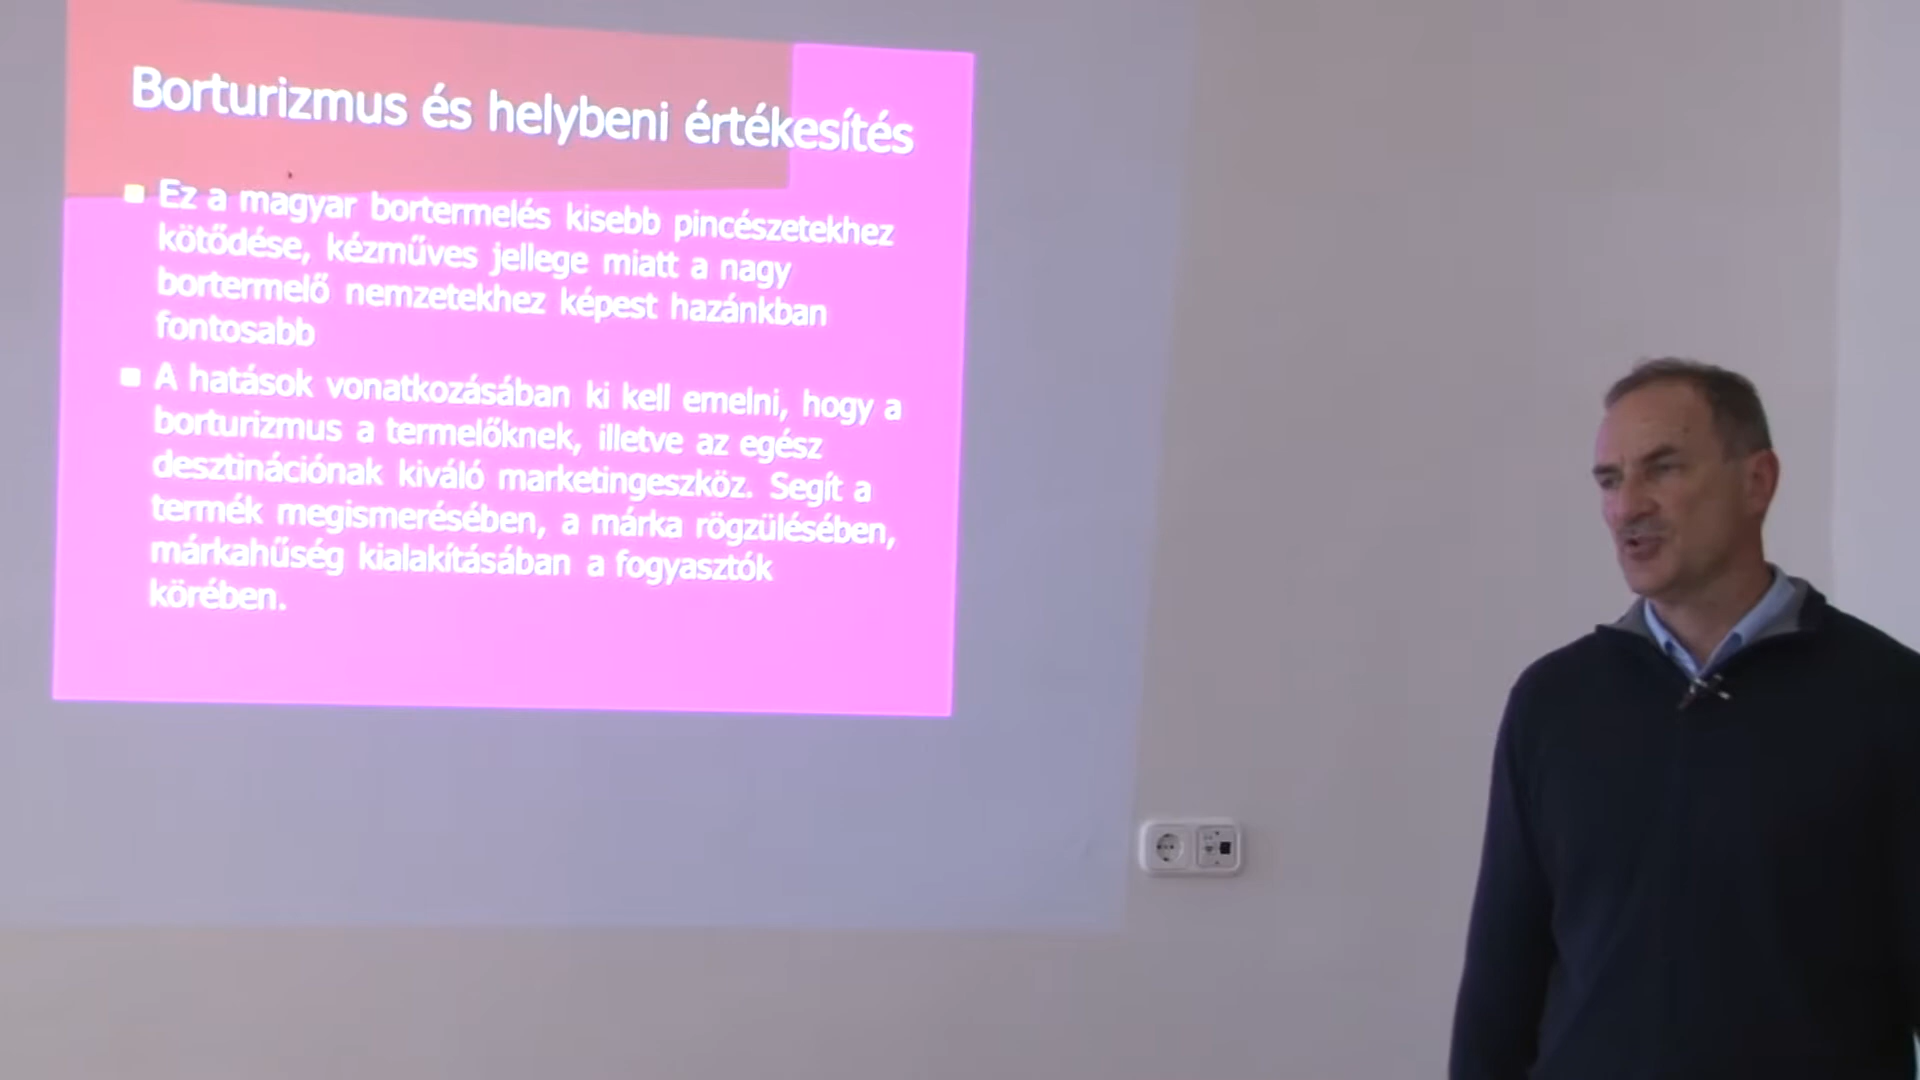 Borturizmus és helybeni értékesítés
Ez a magyar bortermelés kisebb pincészetekhez
kötődése, kézműves jellege miatt a nagy
bortermelő nemzetekhez képest hazánkban
fontosabb
A hatások vonatkozásában ki kell emelni, hogy a
borturizmus a termelőknek, illetve az egész
desztinációnak kiváló marketingeszköz. Segít a
termék megismerésében, a márka rögzülésében,
márkahűség kialakításában a fogyasztók
körében.